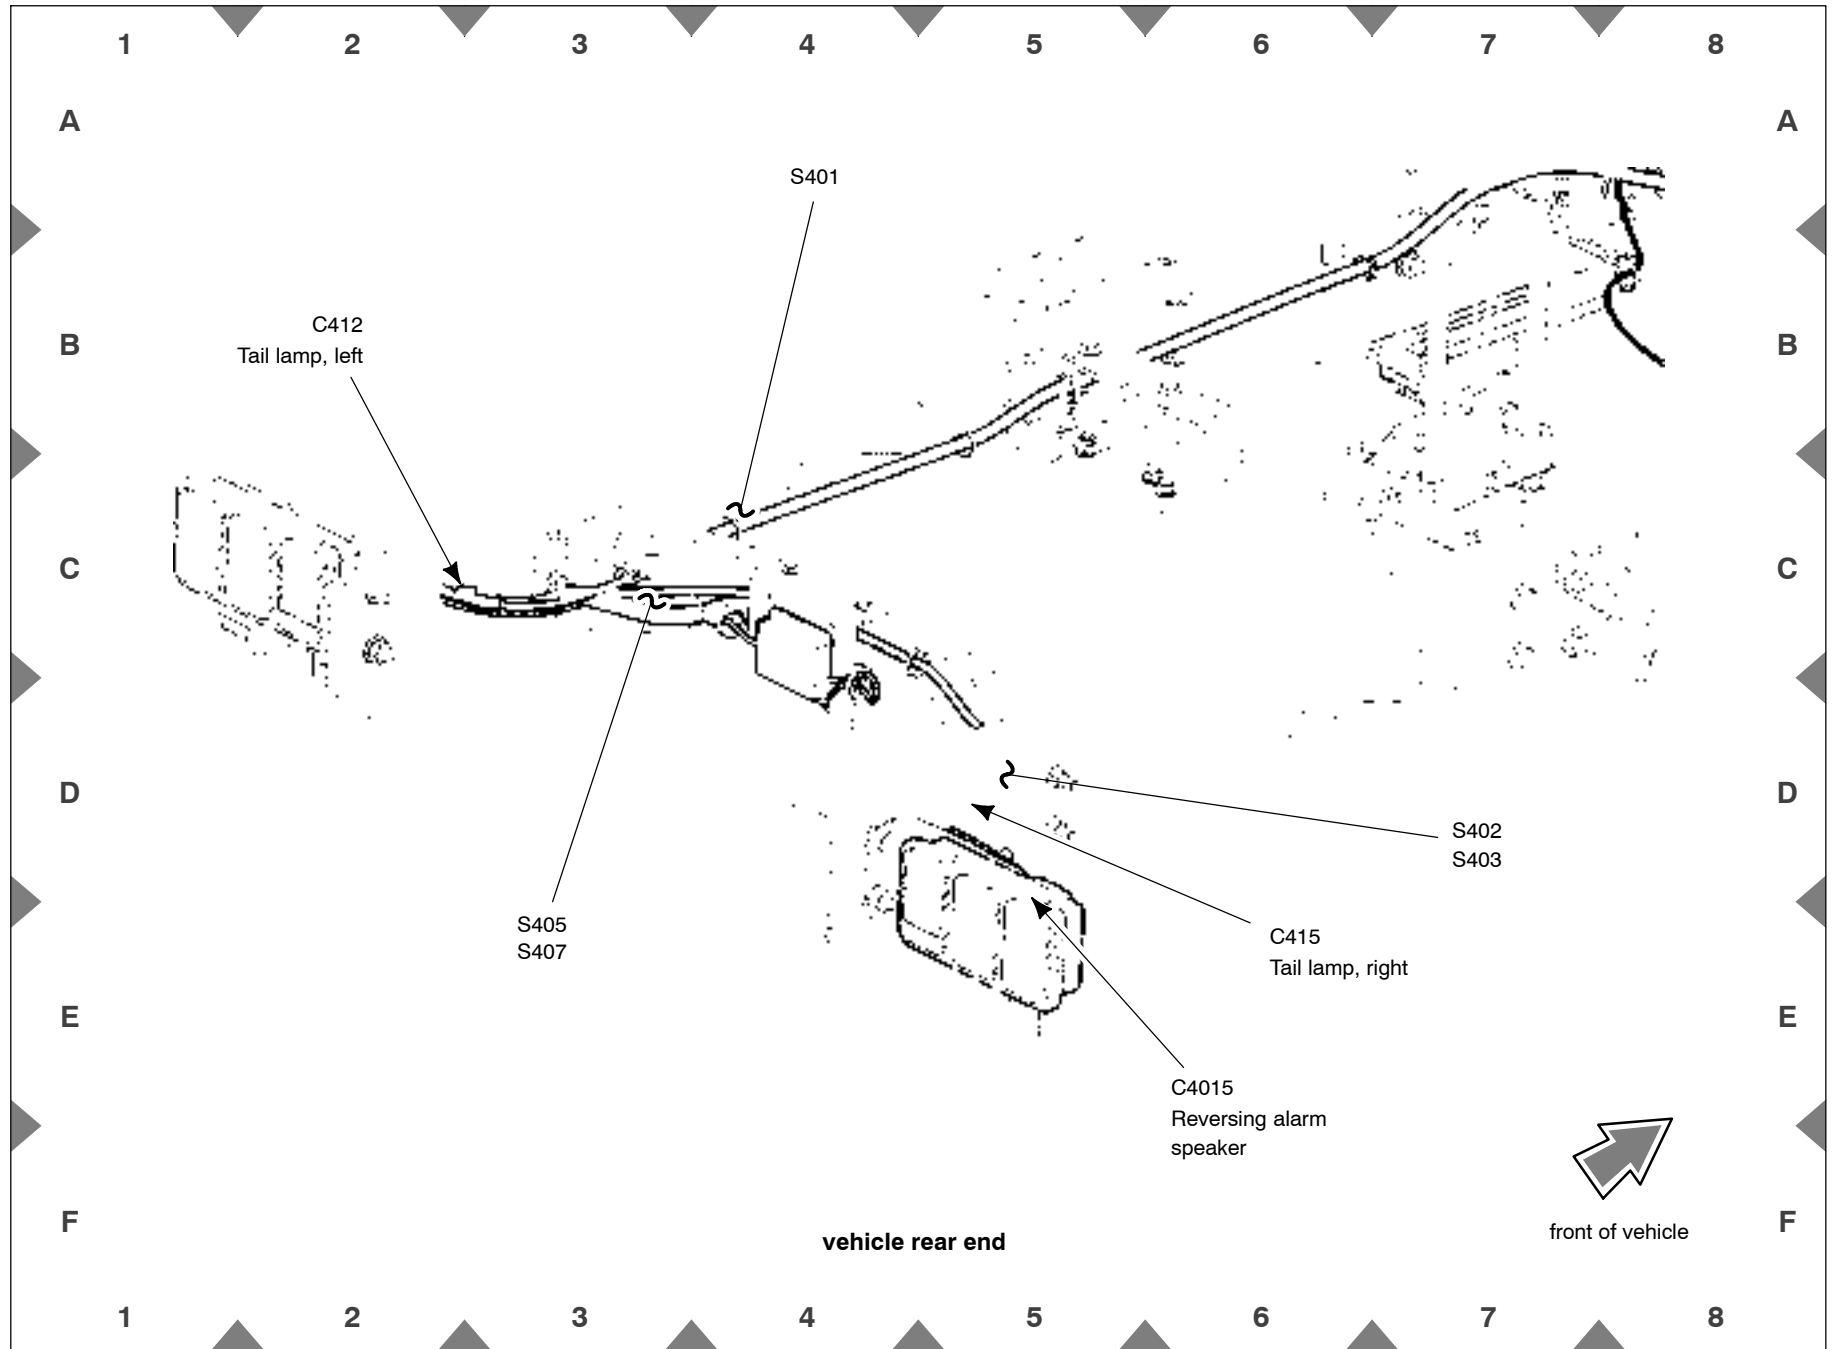 1 2 3 4 5 6 7 8
A A
S401
C412
B B
Tail lamp, left
C C
D D
S402
S403
S405
S407
C415
Tail lamp, right
E E
C4015
Reversing alarm
speaker
F F
front of vehicle
vehicle rear end
1 2 3 4 5 6 7 8